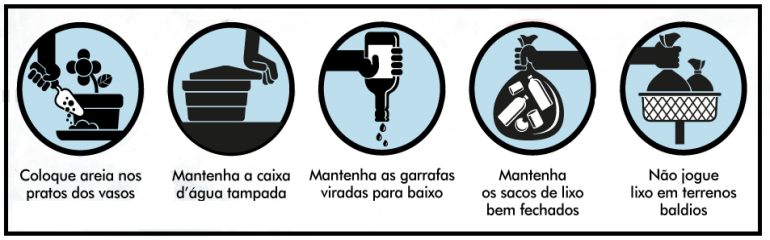 Coloque areia nos
pratos dos vasos
Mantenha a caixa
d'água tampada
Mantenha as garrafas
viradas para baixo
Mantenha
os sacos de lixo
bem fechados
Não jogue
lixo em terrenos
baldios